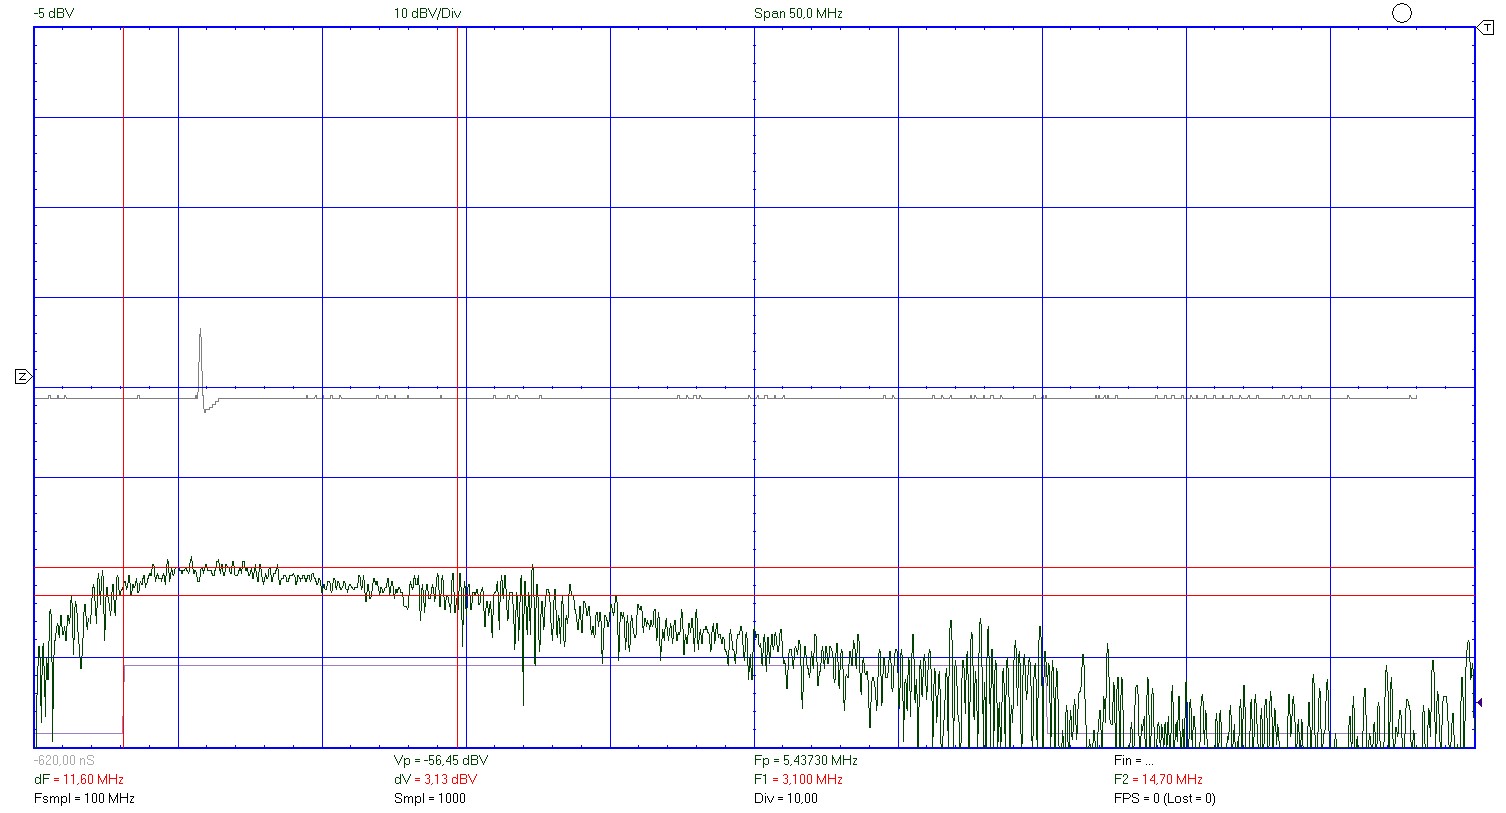 -5 dBV 10 dBV/Div Span 50,0 MHz
T
Z
-620,00 nS Vp = -56,45 dBV Fp = 5,43730 MHz Fin = ...
dF = 11,60 MHz dV = 3,13 dBV F1 = 3,100 MHz F2 = 14,70 MHz
Fsmpl = 100 MHz Smpl = 1000 Div = 10,00 FPS = 0 (Lost = 0)